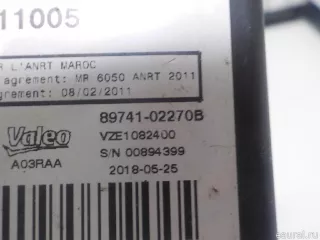 11005
R L'ANRT MAROC
agrement: MR 6050 ANRT 2011
agrement: 08/02/2011
89741-02270B
Valeo
VZE1082400
S/N 00894399
A03RAA
2018-05-25